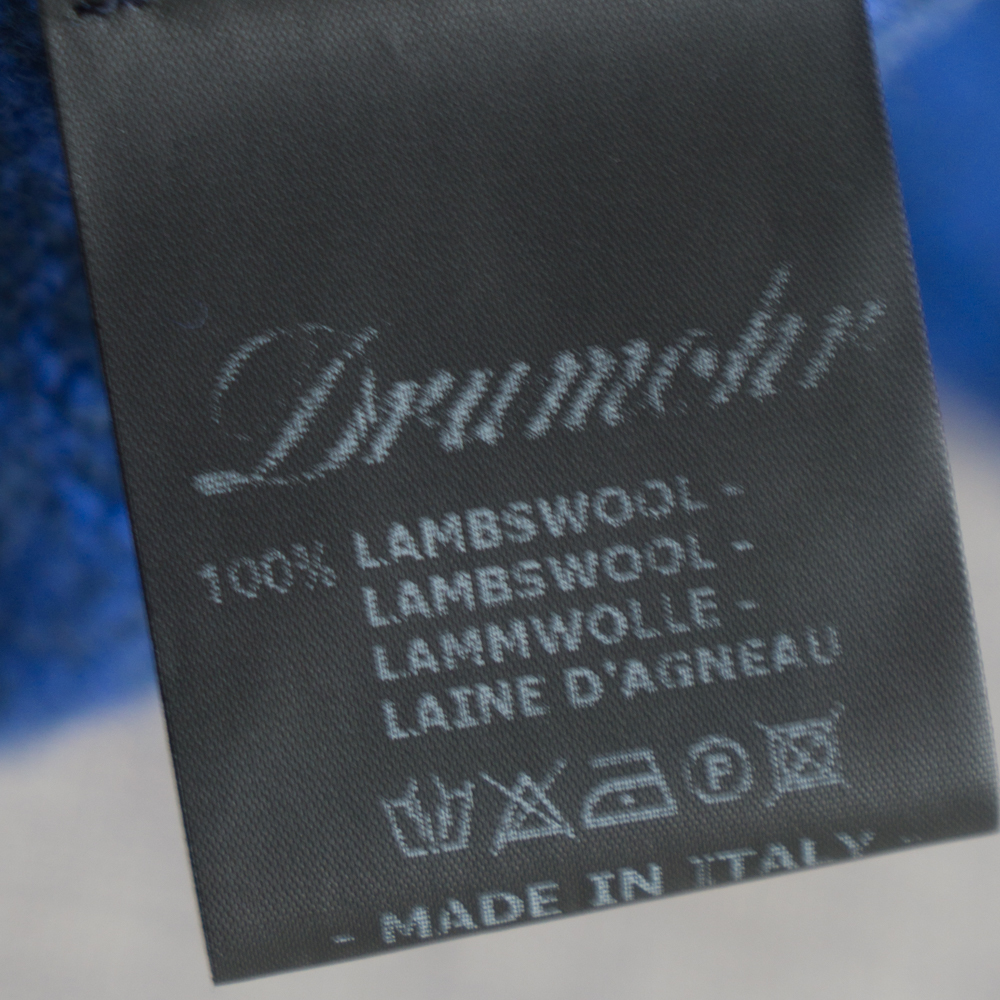 Drumohr
100% LAMBSWOOL -
LAMBSWOOL -
LAMMWOLLE -
LAINE D'AGNEAU
F
- MADE IN ITALY -